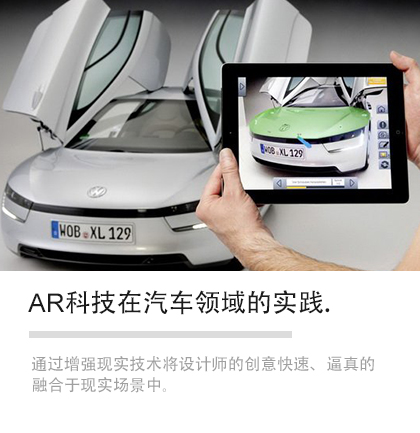 WOB XL 129
WOB XL 129
AR科技在汽车领域的实践.
通过增强现实技术将设计师的创意快速、逼真的
融合于现实场景中。